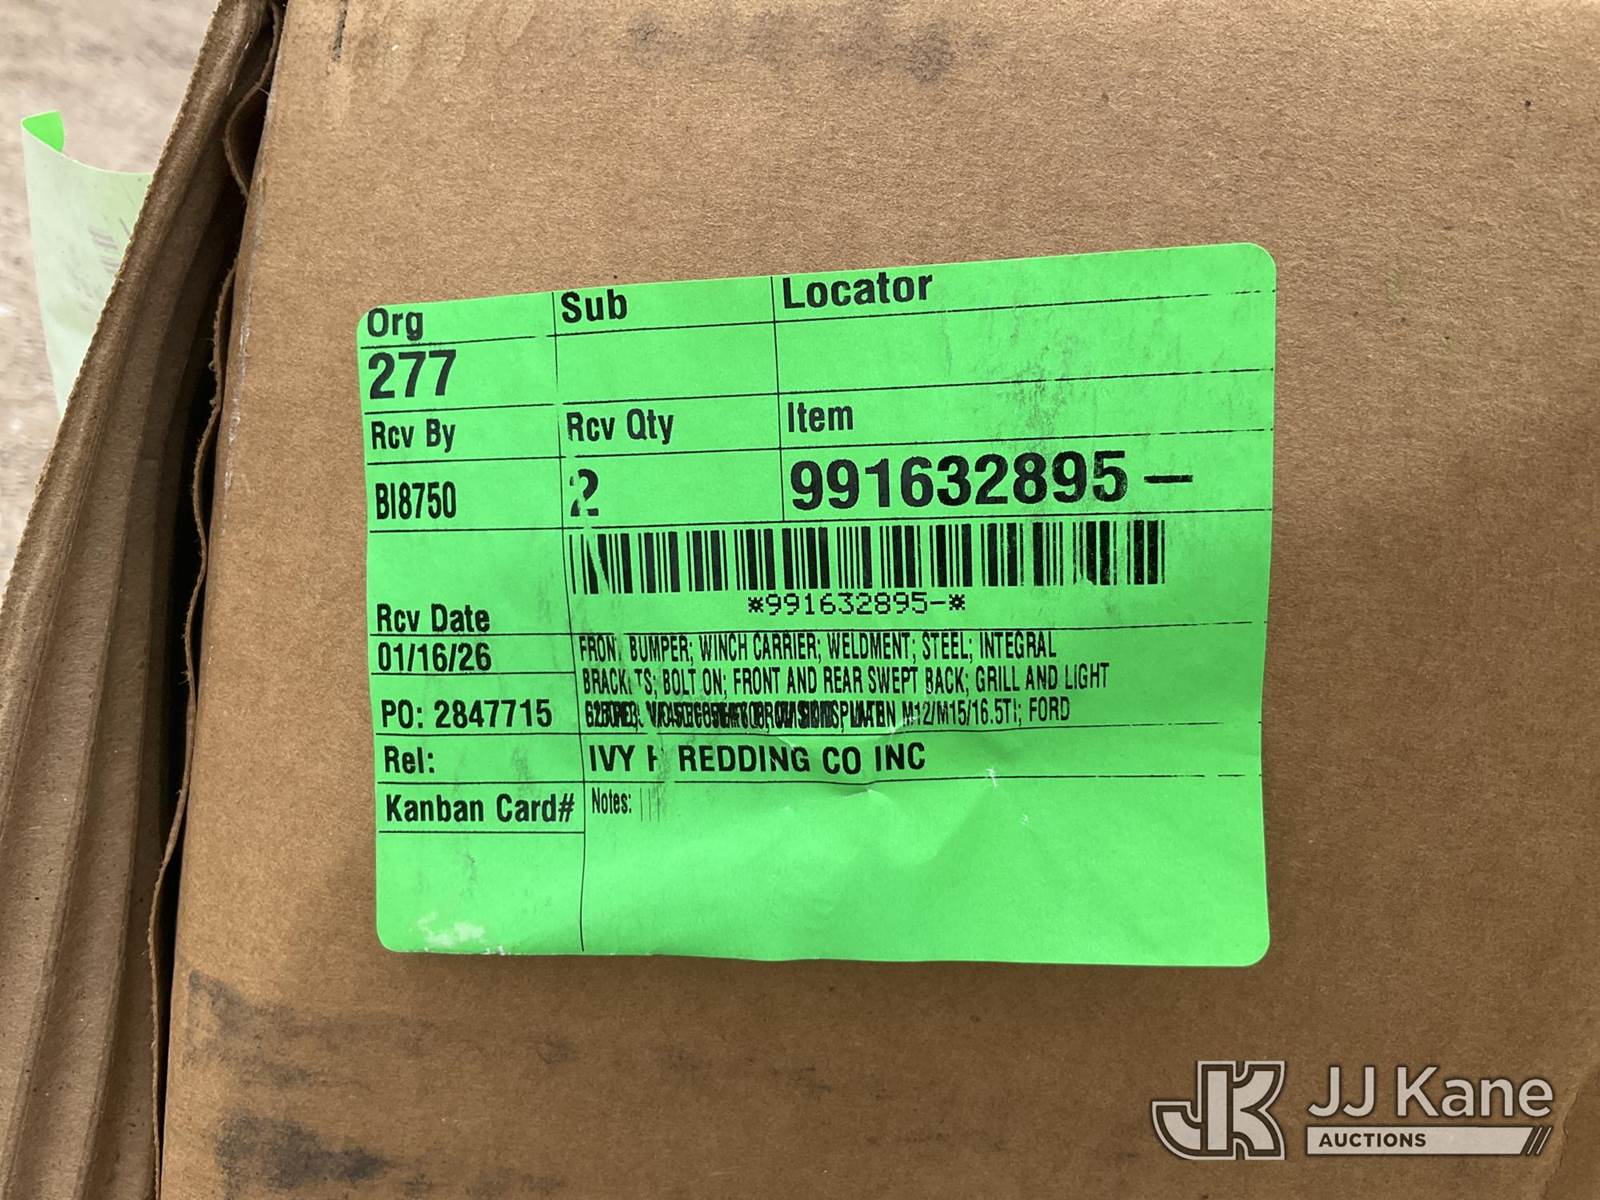 Org Sub Locator
277
Rcv By Rcv Qty Item
BI8750 2 991632895-
*991632895-*
Rcv Date
01/16/26
FRONT BUMPER; WINCH CARRIER; WELDMENT; STEEL; INTEGRAL
BRACKETS; BOLT ON; FRONT AND REAR SWEPT BACK; GRILL AND LIGHT
M12/M15/16.5TI; FORD
PO: 2847715
Rel: IVY H REDDING CO INC
Kanban Card# Notes:
JJ Kane
AUCTIONS